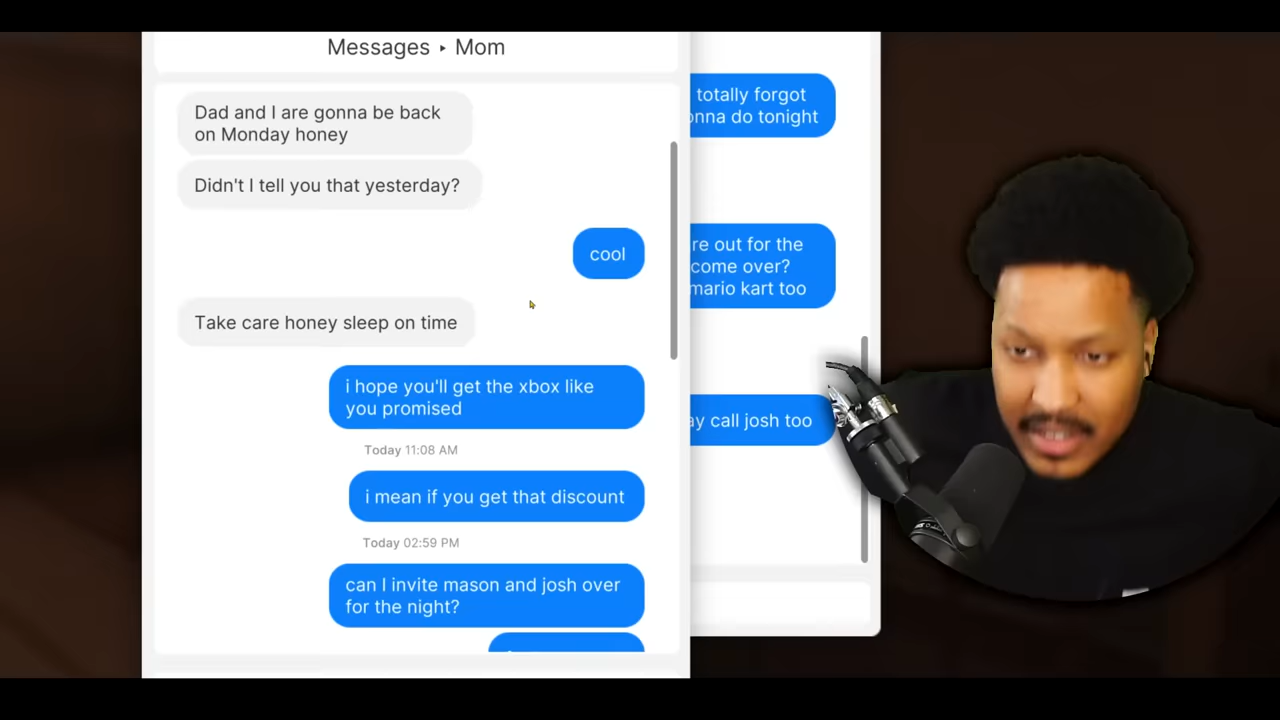 Messages ▸ Mom
Dad and I are gonna be back
on Monday honey
Didn't I tell you that yesterday?
cool
Take care honey sleep on time
i hope you'll get the xbox like
you promised
Today 11:08 AM
i mean if you get that discount
Today 02:59 PM
can I invite mason and josh over
for the night?
totally forgot
onna do tonight
re out for the
come over?
mario kart too
ay call josh too